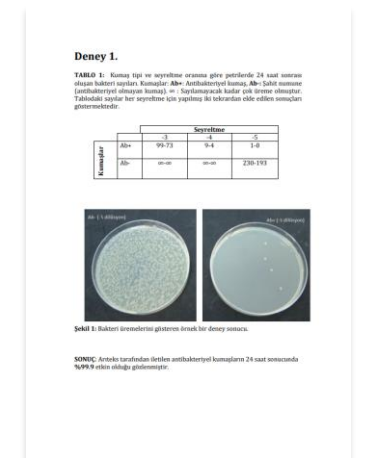 Deney 1.
TABLO 1: Kumaş tipi ve seyreltme oranına göre petrilerde 24 saat sonrası
oluşan bakteri sayıları. Kumaşlar: Ab+: Antibakteriyel kumaş, Ab-: Şahit numune
(antibakteriyel olmayan kumaş). ∞ : Sayılamayacak kadar çok üreme olmuştur.
Tablodaki sayılar her seyreltme için yapılmış iki tekrardan elde edilen sonuçları
göstermektedir.
Seyreltme
-3 -4 -5
Kumaşlar
Ab+ 99-73 9-4 1-0
Ab- ∞-∞ ∞-∞ 230-193
Şekil 1: Bakteri üremelerini gösteren örnek bir deney sonucu.
SONUÇ: Arıteks tarafından iletilen antibakteriyel kumaşların 24 saat sonucunda
%99.9 etkin olduğu gözlenmiştir.